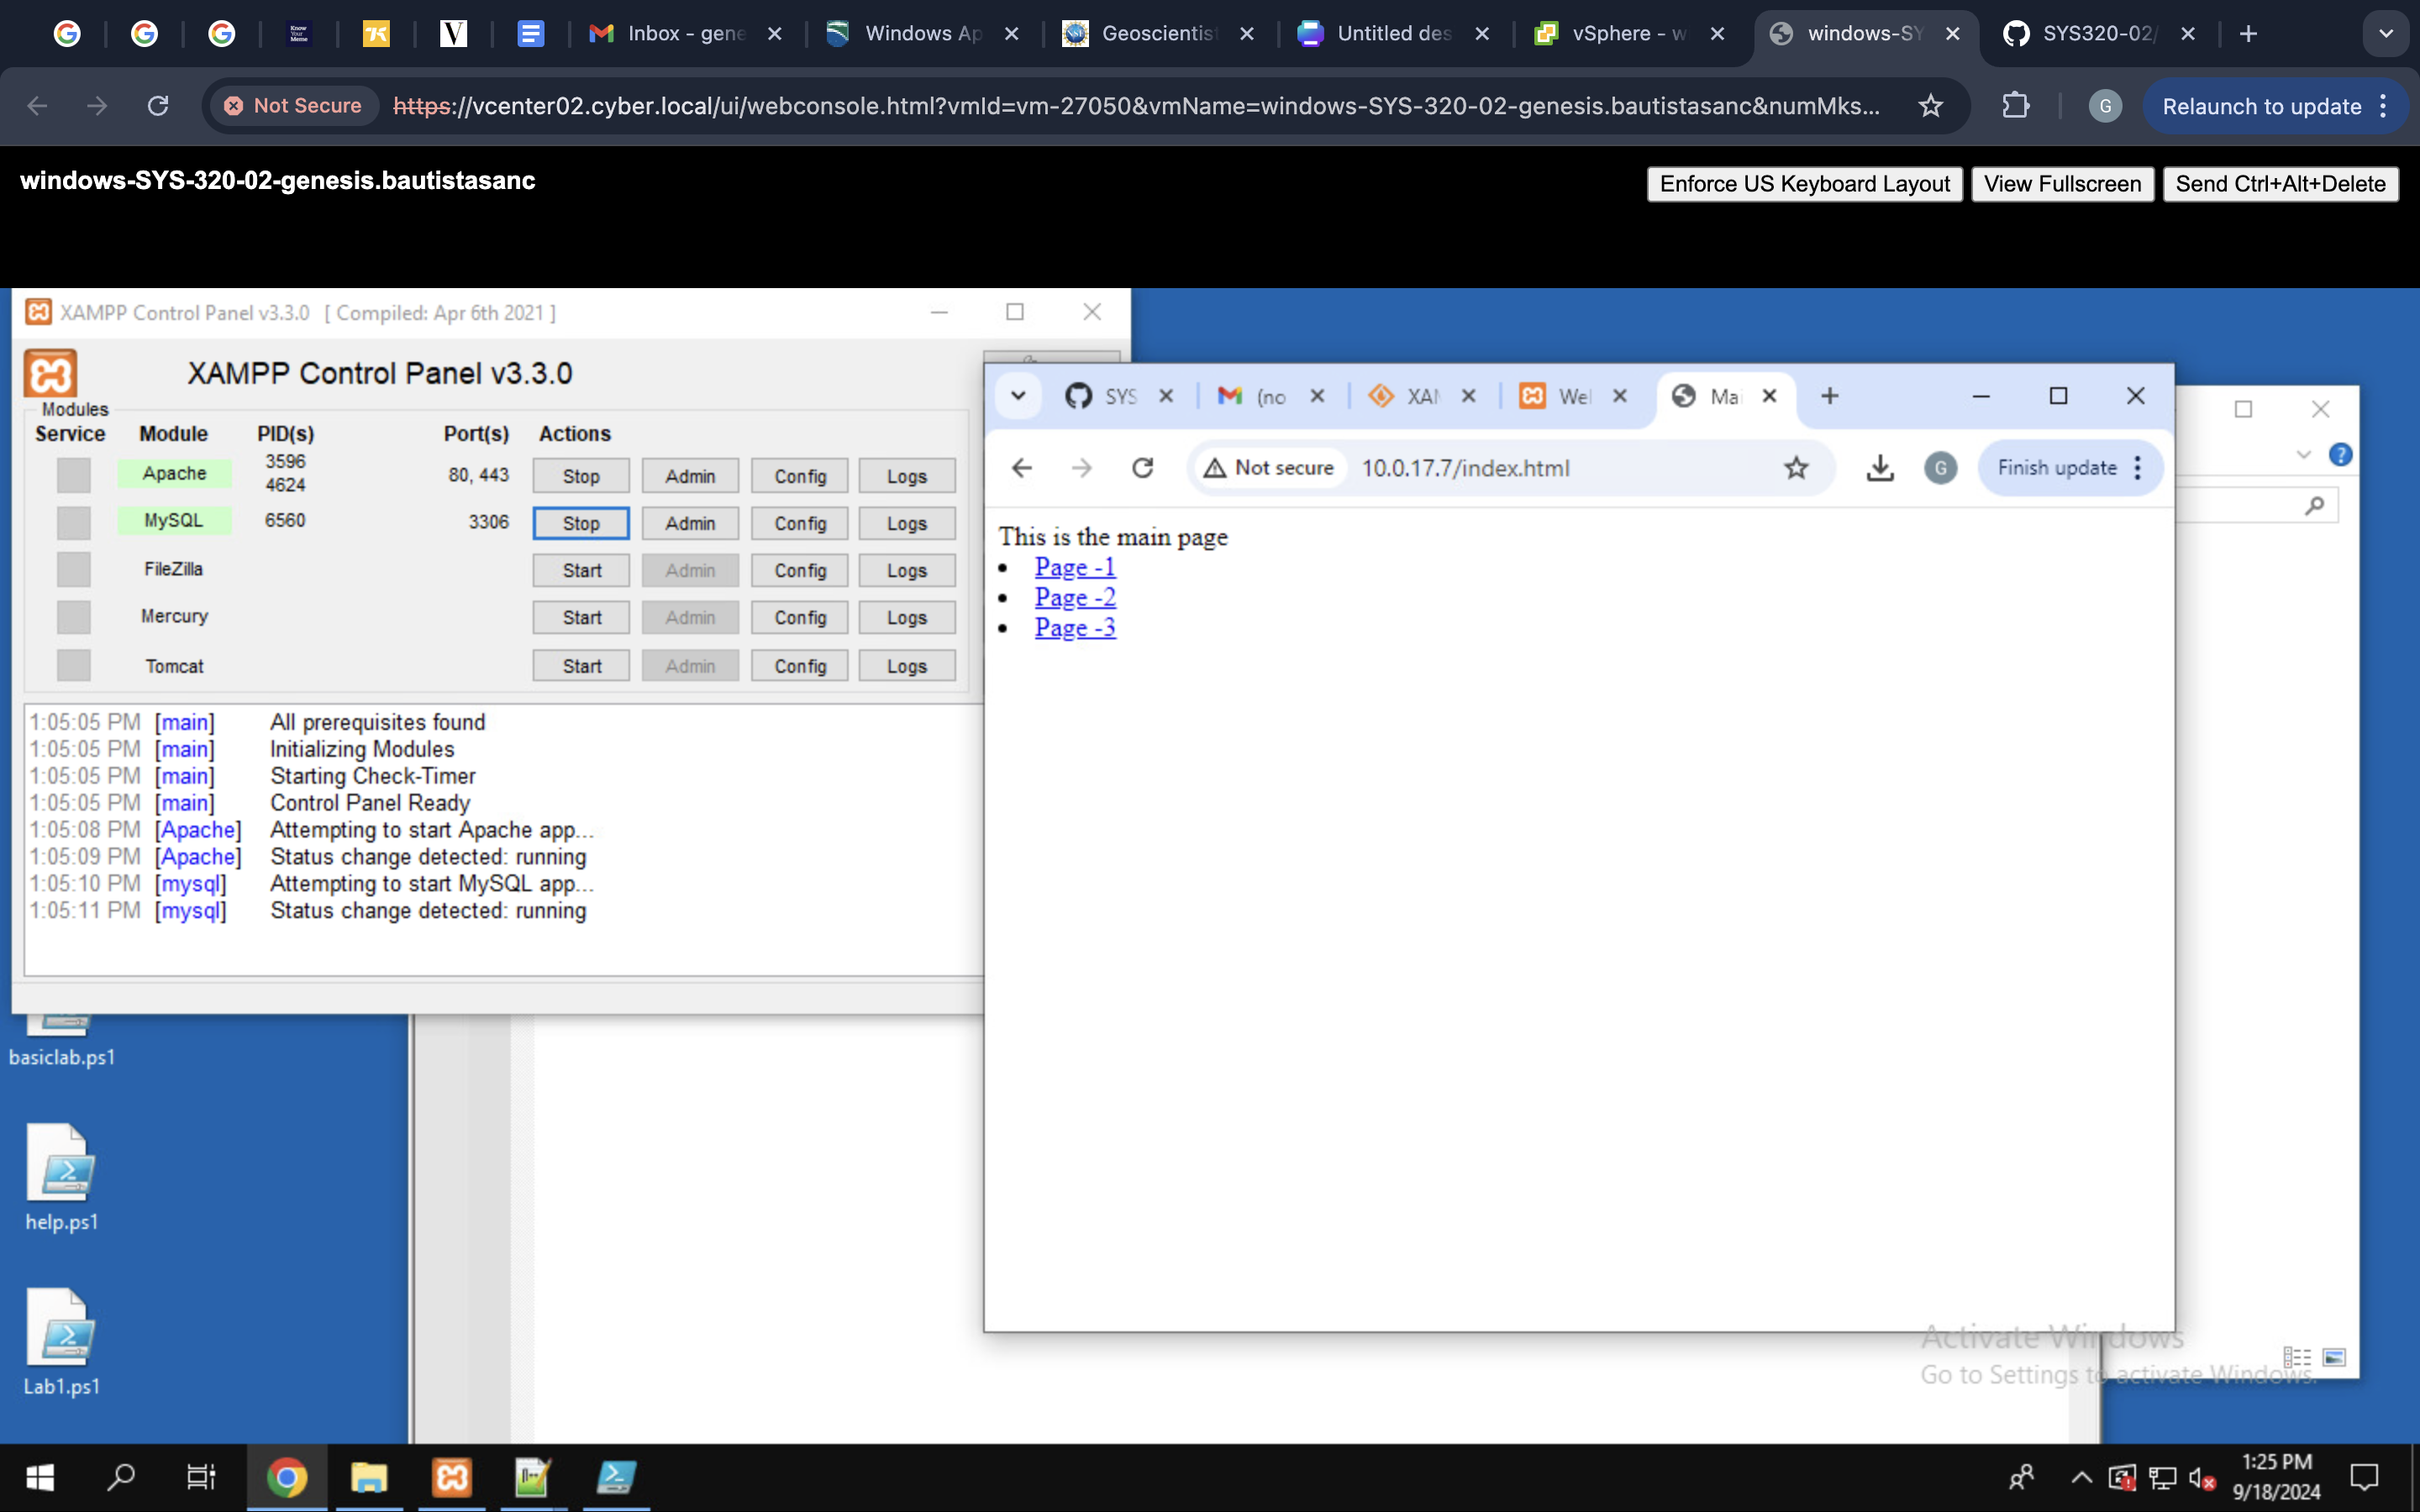 Inbox - gene
Windows Ap
Geoscientist
Untitled des
vSphere - w
windows-SY
SYS320-02/
Not Secure
https://vcenter02.cyber.local/ui/webconsole.html?vmId=vm-27050&vmName=windows-SYS-320-02-genesis.bautistasanc&numMks...
G
Relaunch to update
windows-SYS-320-02-genesis.bautistasanc
Enforce US Keyboard Layout
View Fullscreen
Send Ctrl+Alt+Delete
XAMPP Control Panel v3.3.0 [ Compiled: Apr 6th 2021 ]
XAMPP Control Panel v3.3.0
Modules
Service Module PID(s) Port(s) Actions
Apache 3596 4624 80, 443 Stop Admin Config Logs
MySQL 6560 3306 Stop Admin Config Logs
FileZilla Start Admin Config Logs
Mercury Start Admin Config Logs
Tomcat Start Admin Config Logs
1:05:05 PM [main] All prerequisites found
1:05:05 PM [main] Initializing Modules
1:05:05 PM [main] Starting Check-Timer
1:05:05 PM [main] Control Panel Ready
1:05:08 PM [Apache] Attempting to start Apache app...
1:05:09 PM [Apache] Status change detected: running
1:05:10 PM [mysql] Attempting to start MySQL app...
1:05:11 PM [mysql] Status change detected: running
SYS
(no
XAM
Wel
Mai
Not secure
10.0.17.7/index.html
G
Finish update
This is the main page
Page -1
Page -2
Page -3
basiclab.ps1
help.ps1
Lab1.ps1
Activate Windows
Go to Settings to activate Windows.
1:25 PM
9/18/2024